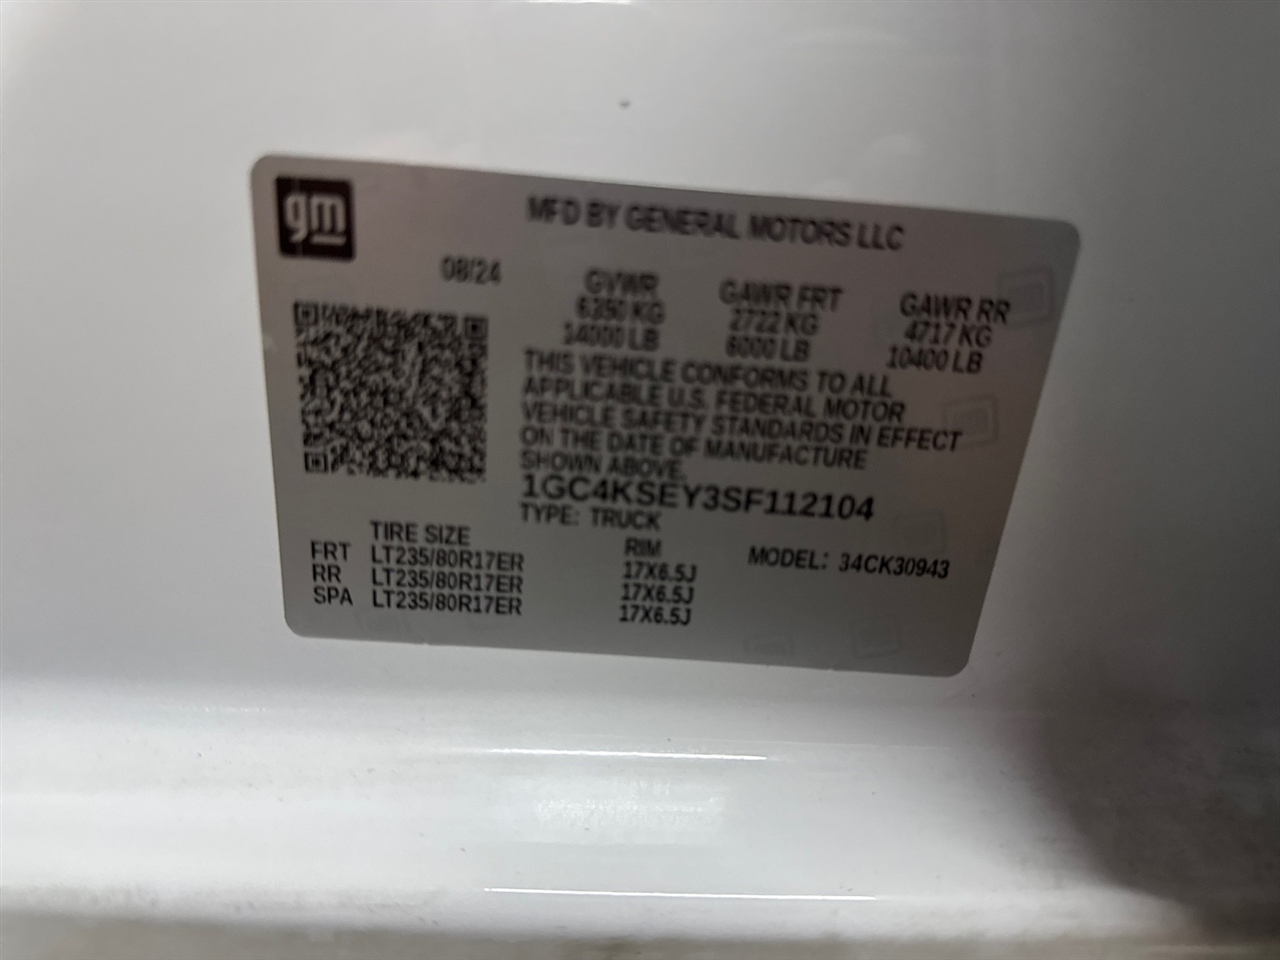 gm
MFD BY GENERAL MOTORS LLC
08/24
GVWR GAWR FRT GAWR RR
6350 KG 2722 KG 4717 KG
14000 LB 6000 LB 10400 LB
THIS VEHICLE CONFORMS TO ALL
APPLICABLE U.S. FEDERAL MOTOR
VEHICLE SAFETY STANDARDS IN EFFECT
ON THE DATE OF MANUFACTURE
SHOWN ABOVE.
1GC4KSEY3SF112104
TYPE: TRUCK
TIRE SIZE RIM MODEL: 34CK30943
FRT LT235/80R17ER 17X6.5J
RR LT235/80R17ER 17X6.5J
SPA LT235/80R17ER 17X6.5J